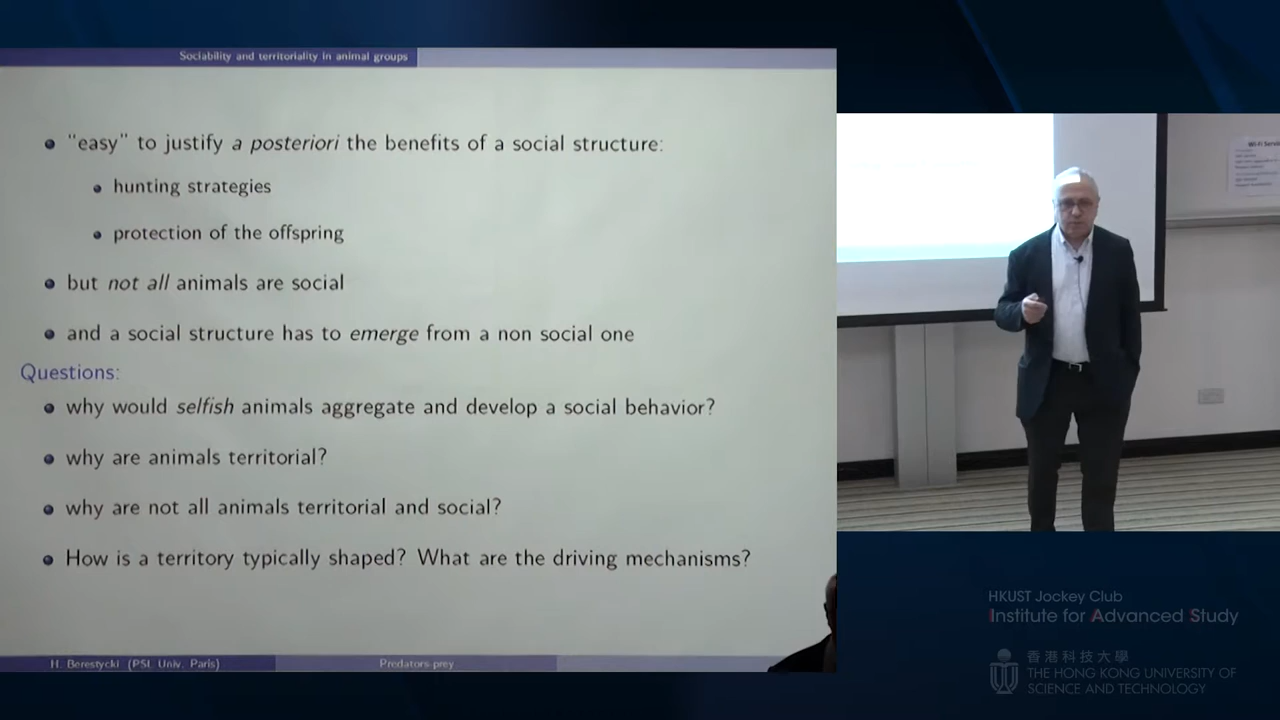 Sociability and territoriality in animal groups
"easy" to justify a posteriori the benefits of a social structure:
hunting strategies
protection of the offspring
but not all animals are social
and a social structure has to emerge from a non social one
Questions:
why would selfish animals aggregate and develop a social behavior?
why are animals territorial?
why are not all animals territorial and social?
How is a territory typically shaped? What are the driving mechanisms?
H. Berestycki (PSL Univ. Paris)
Predators-prey
HKUST Jockey Club
Institute for Advanced Study
香港科技大學
THE HONG KONG UNIVERSITY OF
SCIENCE AND TECHNOLOGY